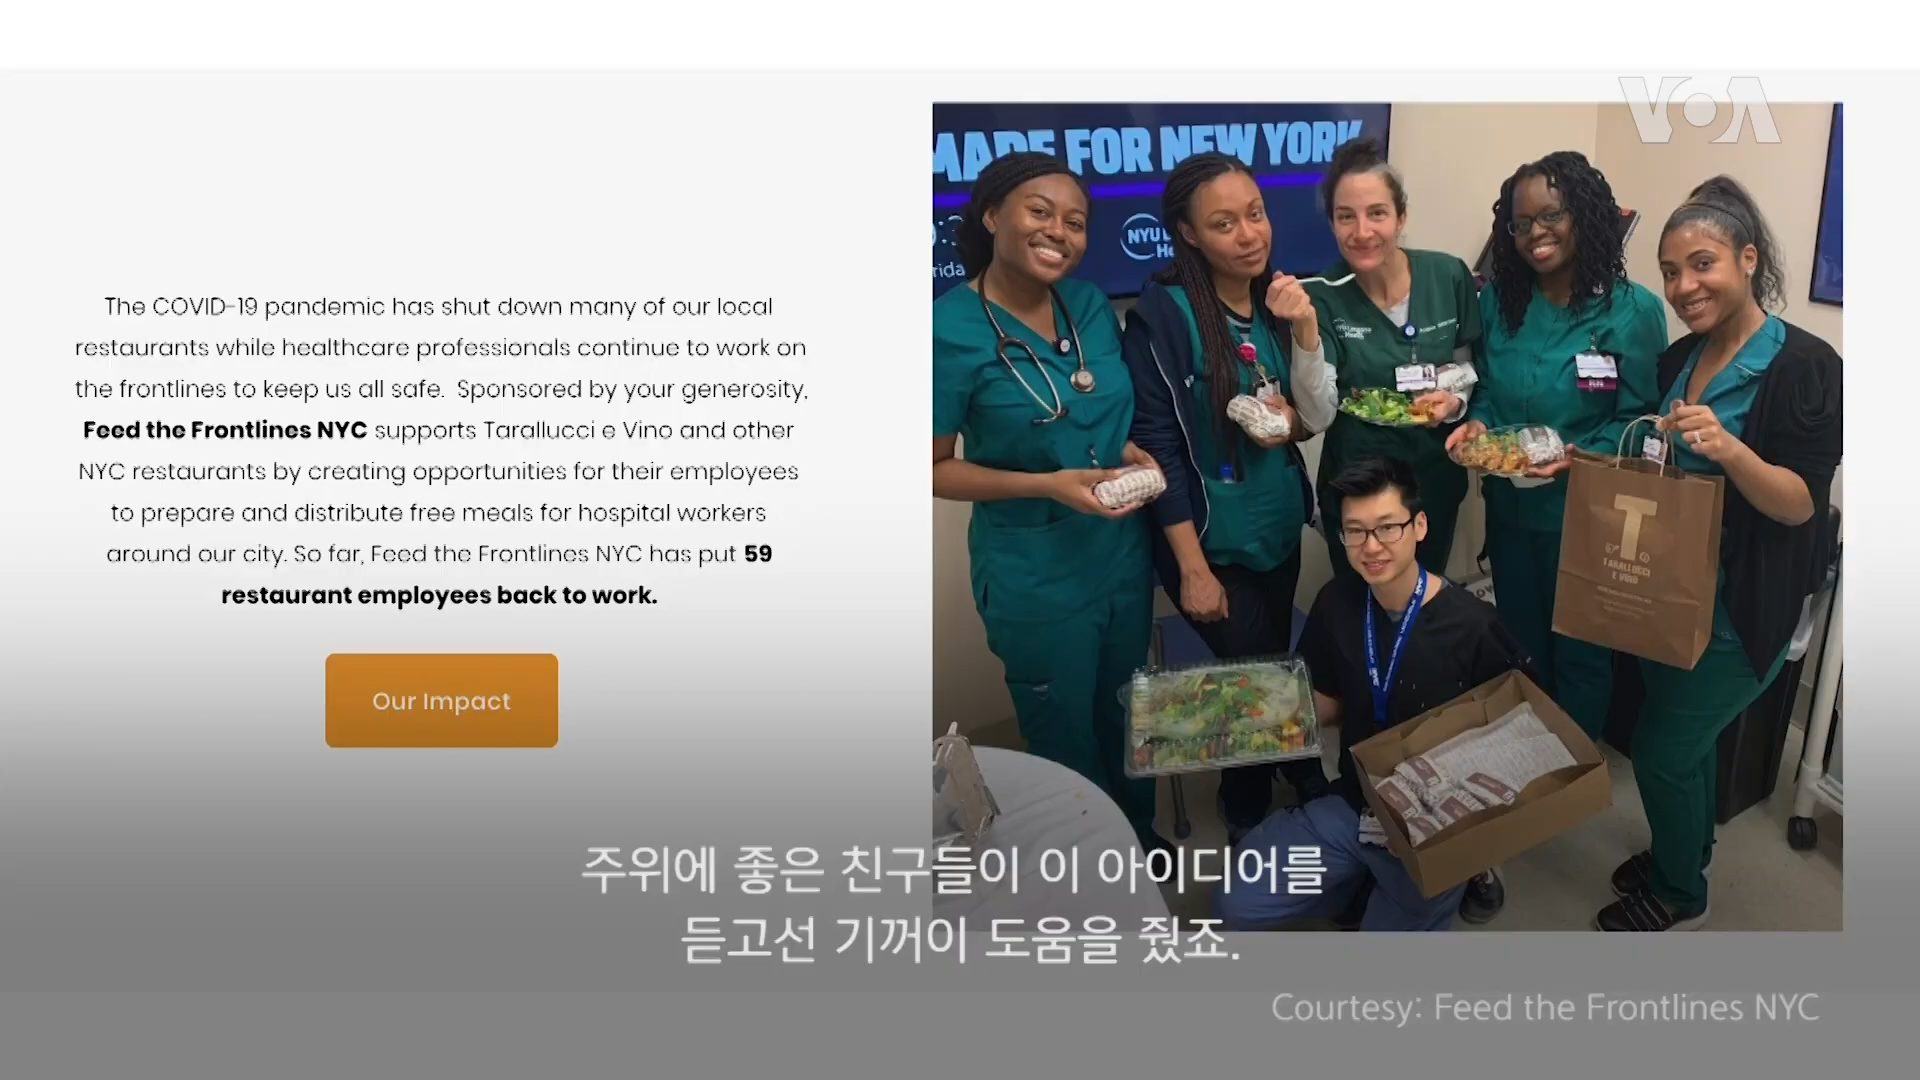 VOA
MADE FOR NEW YORK
NYU
The COVID-19 pandemic has shut down many of our local
restaurants while healthcare professionals continue to work on
the frontlines to keep us all safe. Sponsored by your generosity,
Feed the Frontlines NYC supports Tarallucci e Vino and other
NYC restaurants by creating opportunities for their employees
to prepare and distribute free meals for hospital workers
around our city. So far, Feed the Frontlines NYC has put 59
restaurant employees back to work.
Our Impact
T
TARALLUCCI
E VINO
주위에 좋은 친구들이 이 아이디어를
듣고선 기꺼이 도움을 줬죠.
Courtesy: Feed the Frontlines NYC